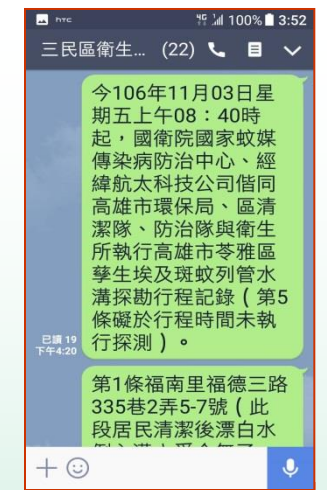 hTC 4G 100% 3:52
三民區衛生... (22)
今106年11月03日星
期五上午08：40時
起，國衛院國家蚊媒
傳染病防治中心、經
緯航太科技公司偕同
高雄市環保局、區清
潔隊、防治隊與衛生
所執行高雄市苓雅區
孳生埃及斑蚊列管水
溝探勘行程記錄（第5
條礙於行程時間未執
行探測）。
已讀 19
下午4:20
第1條福南里福德三路
335巷2弄5-7號（此
段居民清潔後漂白水